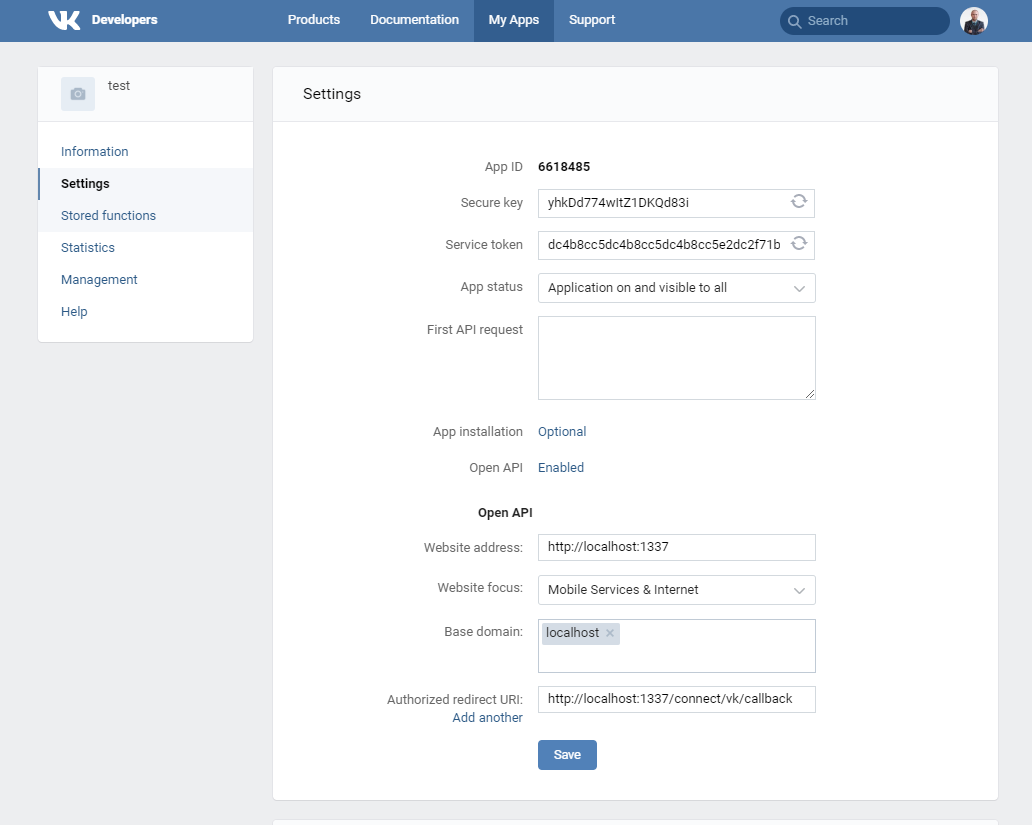 VK Developers Products Documentation My Apps Support Search
test
Information
Settings
Stored functions
Statistics
Management
Help
Settings
App ID 6618485
Secure key yhkDd774wItZ1DKQd83i
Service token dc4b8cc5dc4b8cc5dc4b8cc5e2dc2f71b
App status Application on and visible to all
First API request
App installation Optional
Open API Enabled
Open API
Website address: http://localhost:1337
Website focus: Mobile Services & Internet
Base domain: localhost
Authorized redirect URI: http://localhost:1337/connect/vk/callback
Add another
Save